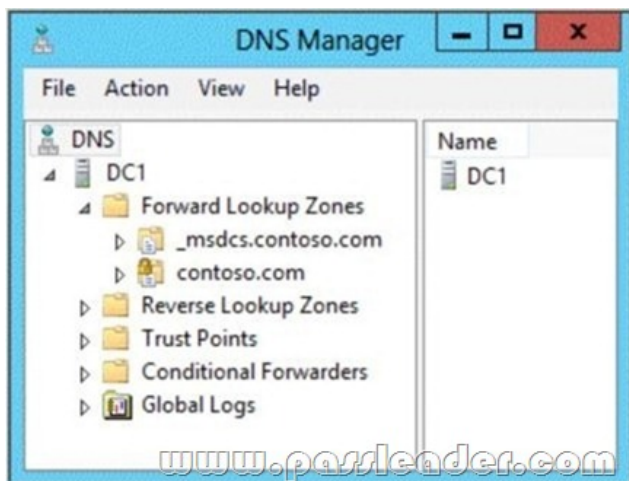 DNS Manager
File Action View Help
DNS
DC1
Forward Lookup Zones
_msdcs.contoso.com
contoso.com
Reverse Lookup Zones
Trust Points
Conditional Forwarders
Global Logs
Name
DC1
www.passleader.com